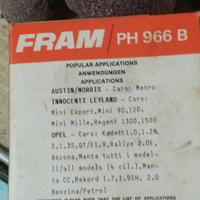 FRAM PH 966 B
POPULAR APPLICATIONS
ANWENDUNGEN
APPLICATIONS
AUSTIN/MORRIS - Cars: Metro
INNOCENTI LEYLAND - Cars:
Mini Export, Mini 90,120.
Mini Mille, Regent 1300,1500
OPEL - Cars: Kadett1.0,1.2N
S,1.3S,GT/E1.9,Rallye 2.0E,
Ascona, Manta tutti i model-
li/all models (4 cil.), Man-
ta CC, Rekord 1.7,1.9SH, 2.0
Benzina/Petrol